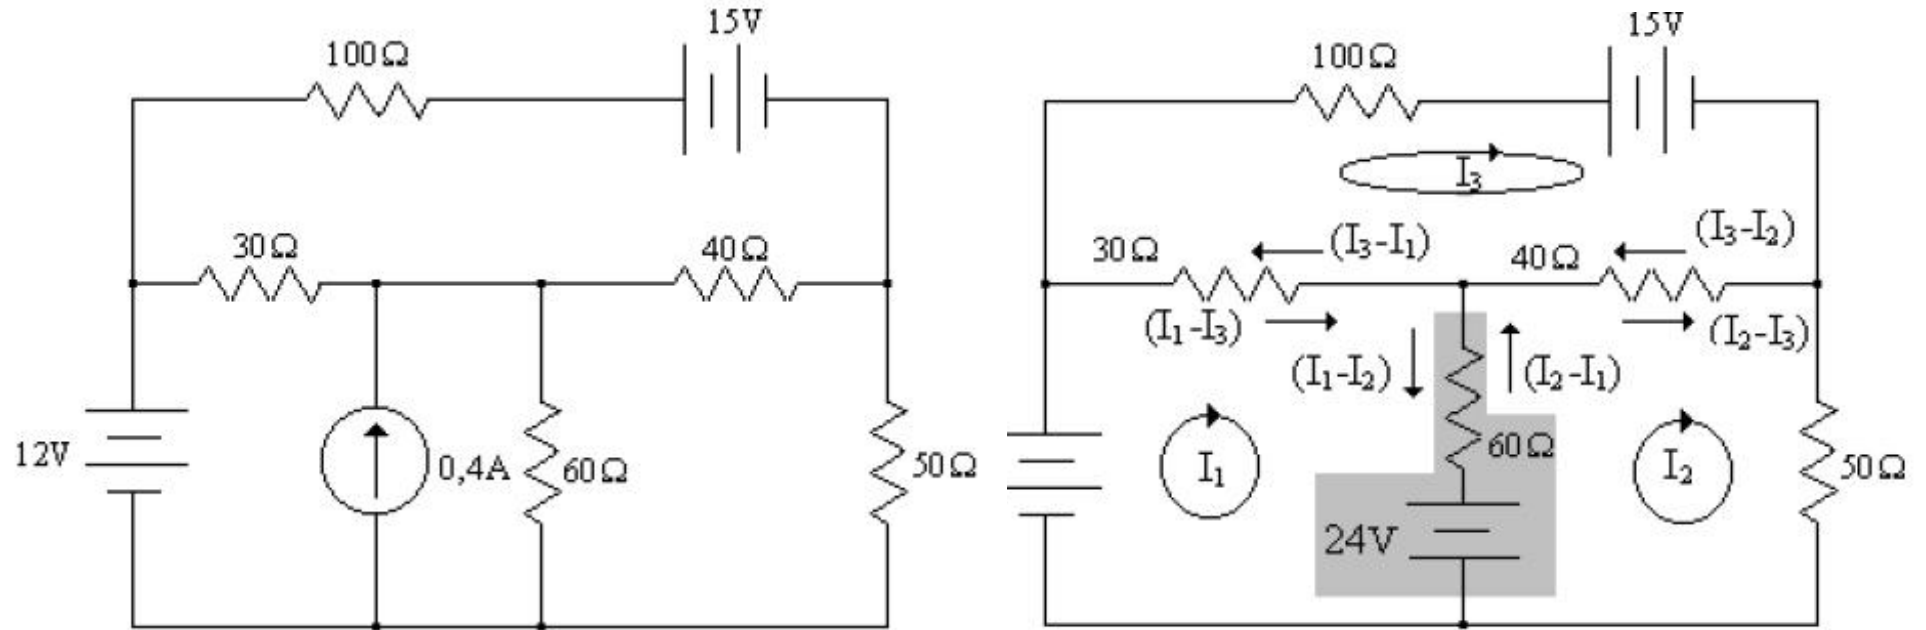 15V
100Ω
30Ω
40Ω
12V
0,4A
60Ω
50Ω
15V
100Ω
I₃
30Ω
(I₃-I₁)
40Ω
(I₃-I₂)
(I₁-I₃)
(I₂-I₃)
(I₁-I₂)
(I₂-I₁)
I₁
60Ω
I₂
50Ω
24V